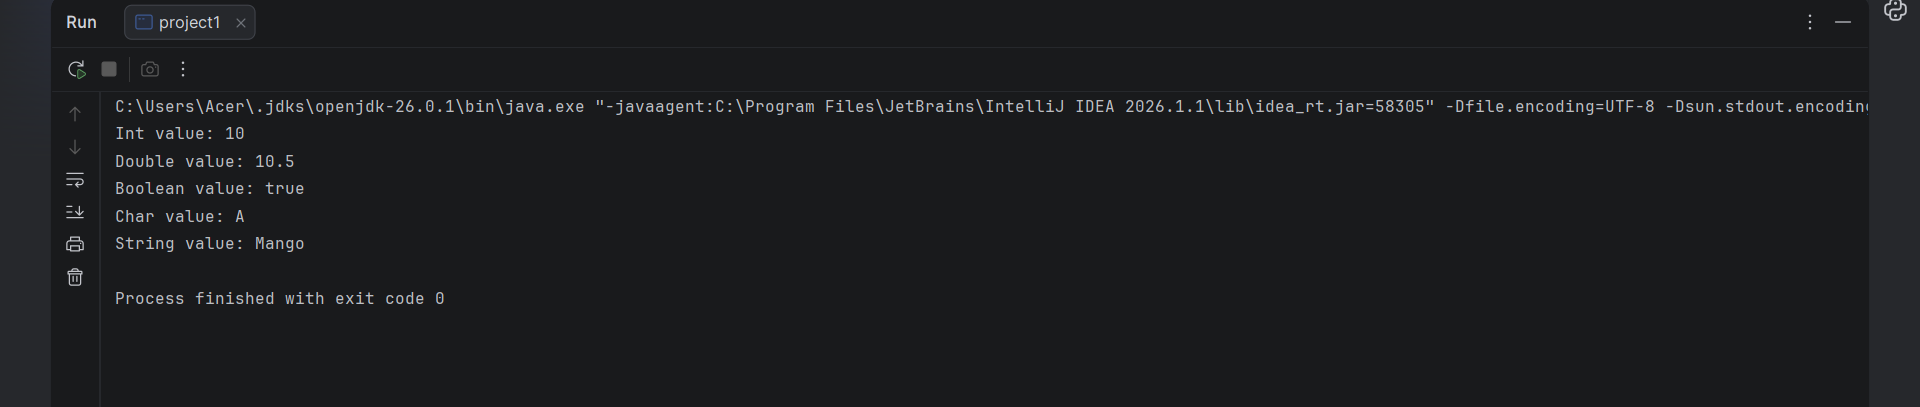 Run project1
C:\Users\Acer\.jdks\openjdk-26.0.1\bin\java.exe "-javaagent:C:\Program Files\JetBrains\IntelliJ IDEA 2026.1.1\lib\idea_rt.jar=58305" -Dfile.encoding=UTF-8 -Dsun.stdout.encoding
Int value: 10
Double value: 10.5
Boolean value: true
Char value: A
String value: Mango
Process finished with exit code 0